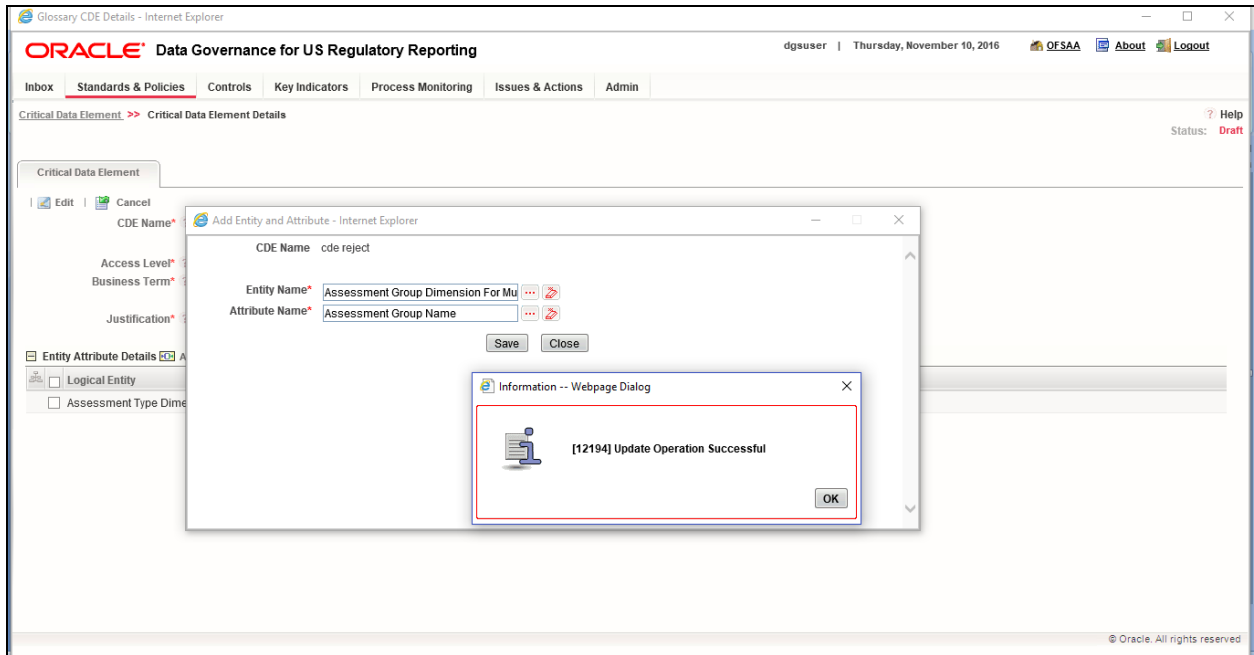 Glossary CDE Details - Internet Explorer
ORACLE Data Governance for US Regulatory Reporting
dgsuser | Thursday, November 10, 2016 OFSAA About Logout
Inbox Standards & Policies Controls Key Indicators Process Monitoring Issues & Actions Admin
Critical Data Element >> Critical Data Element Details ? Help
Status: Draft
Critical Data Element
| Edit | Cancel
CDE Name*
Access Level* ?
Business Term* ?
Justification* ?
Entity Attribute Details A
Logical Entity
Assessment Type Dime
Add Entity and Attribute - Internet Explorer
CDE Name cde reject
Entity Name* Assessment Group Dimension For Mu ...
Attribute Name* Assessment Group Name ...
Save Close
Information -- Webpage Dialog
[12194] Update Operation Successful
OK
© Oracle. All rights reserved